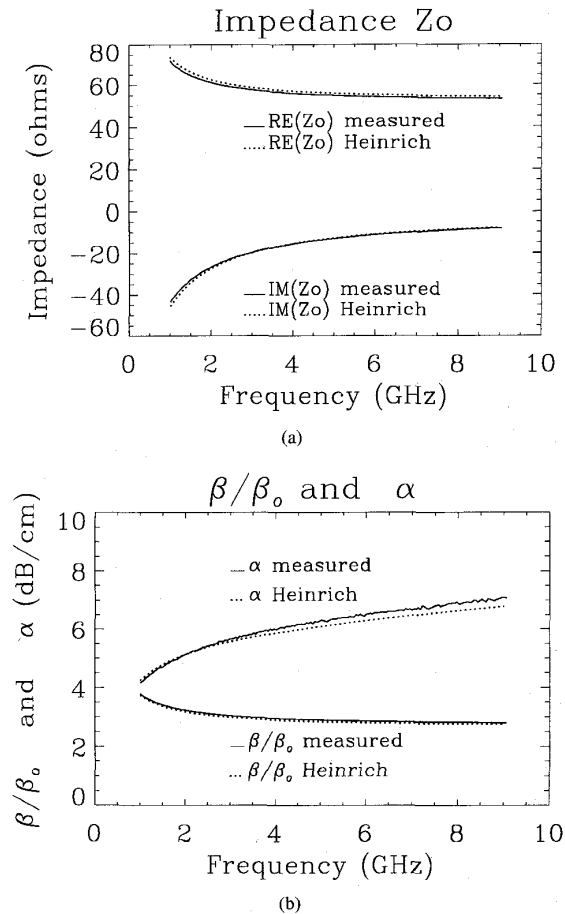 Impedance Zo
Impedance (ohms)
80
60
40
20
0
−20
−40
−60
— RE(Zo) measured
····· RE(Zo) Heinrich
— IM(Zo) measured
····· IM(Zo) Heinrich
0 2 4 6 8 10
Frequency (GHz)
(a)
β/βₒ and α
β/βₒ and α (dB/cm)
10
8
6
4
2
0
— α measured
···· α Heinrich
— β/βₒ measured
···· β/βₒ Heinrich
0 2 4 6 8 10
Frequency (GHz)
(b)